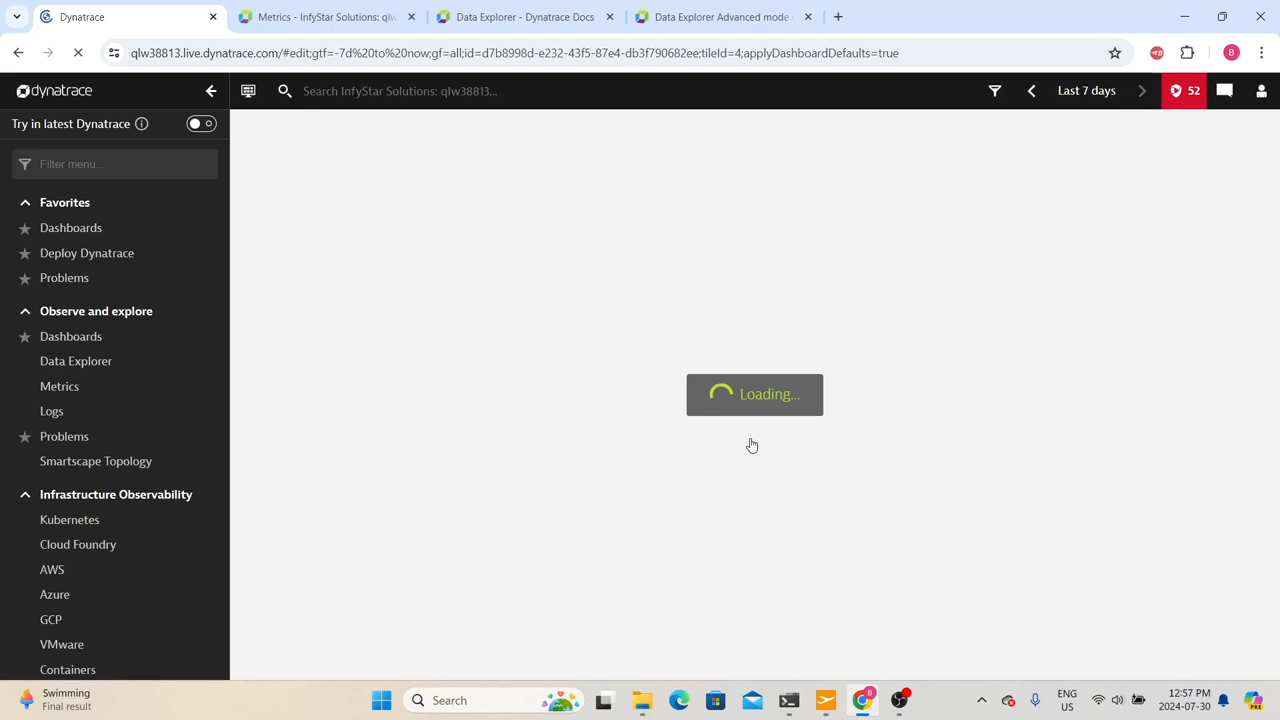 Dynatrace
Metrics - InfyStar Solutions: qlw
Data Explorer - Dynatrace Docs
Data Explorer Advanced mode
qlw38813.live.dynatrace.com/#edit;gtf=-7d%20to%20now;gf=all;id=d7b8998d-e232-43f5-87e4-db3f790682ee;tileId=4;applyDashboardDefaults=true
B
dynatrace
Search InfyStar Solutions: qlw38813...
Last 7 days
52
Try in latest Dynatrace
Filter menu...
Favorites
Dashboards
Deploy Dynatrace
Problems
Observe and explore
Dashboards
Data Explorer
Metrics
Logs
Problems
Smartscape Topology
Infrastructure Observability
Kubernetes
Cloud Foundry
AWS
Azure
GCP
VMware
Containers
Loading...
Swimming
Final result
Search
B
ENG
US
12:57 PM
2024-07-30
PRE